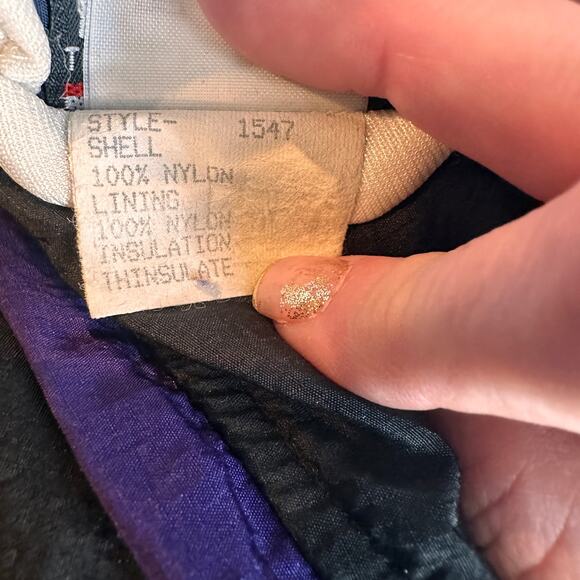 STYLE- 1547
SHELL
100% NYLON
LINING
100% NYLON
INSULATION
THINSULATE